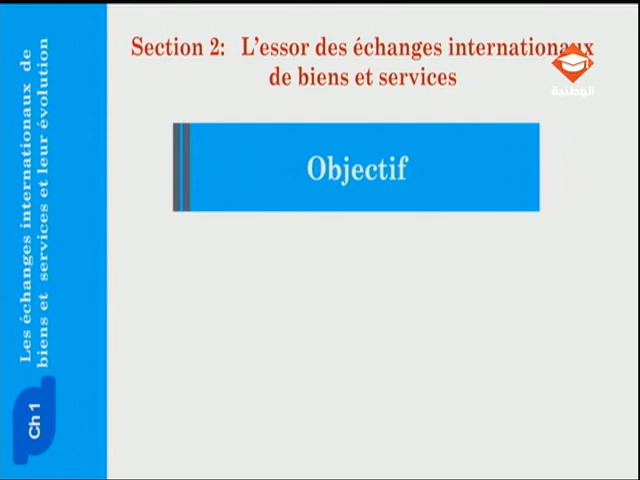 Section 2: L'essor des échanges internationaux
de biens et services
الوطنية
Objectif
Les échanges internationaux de
biens et services et leur évolution
Ch 1